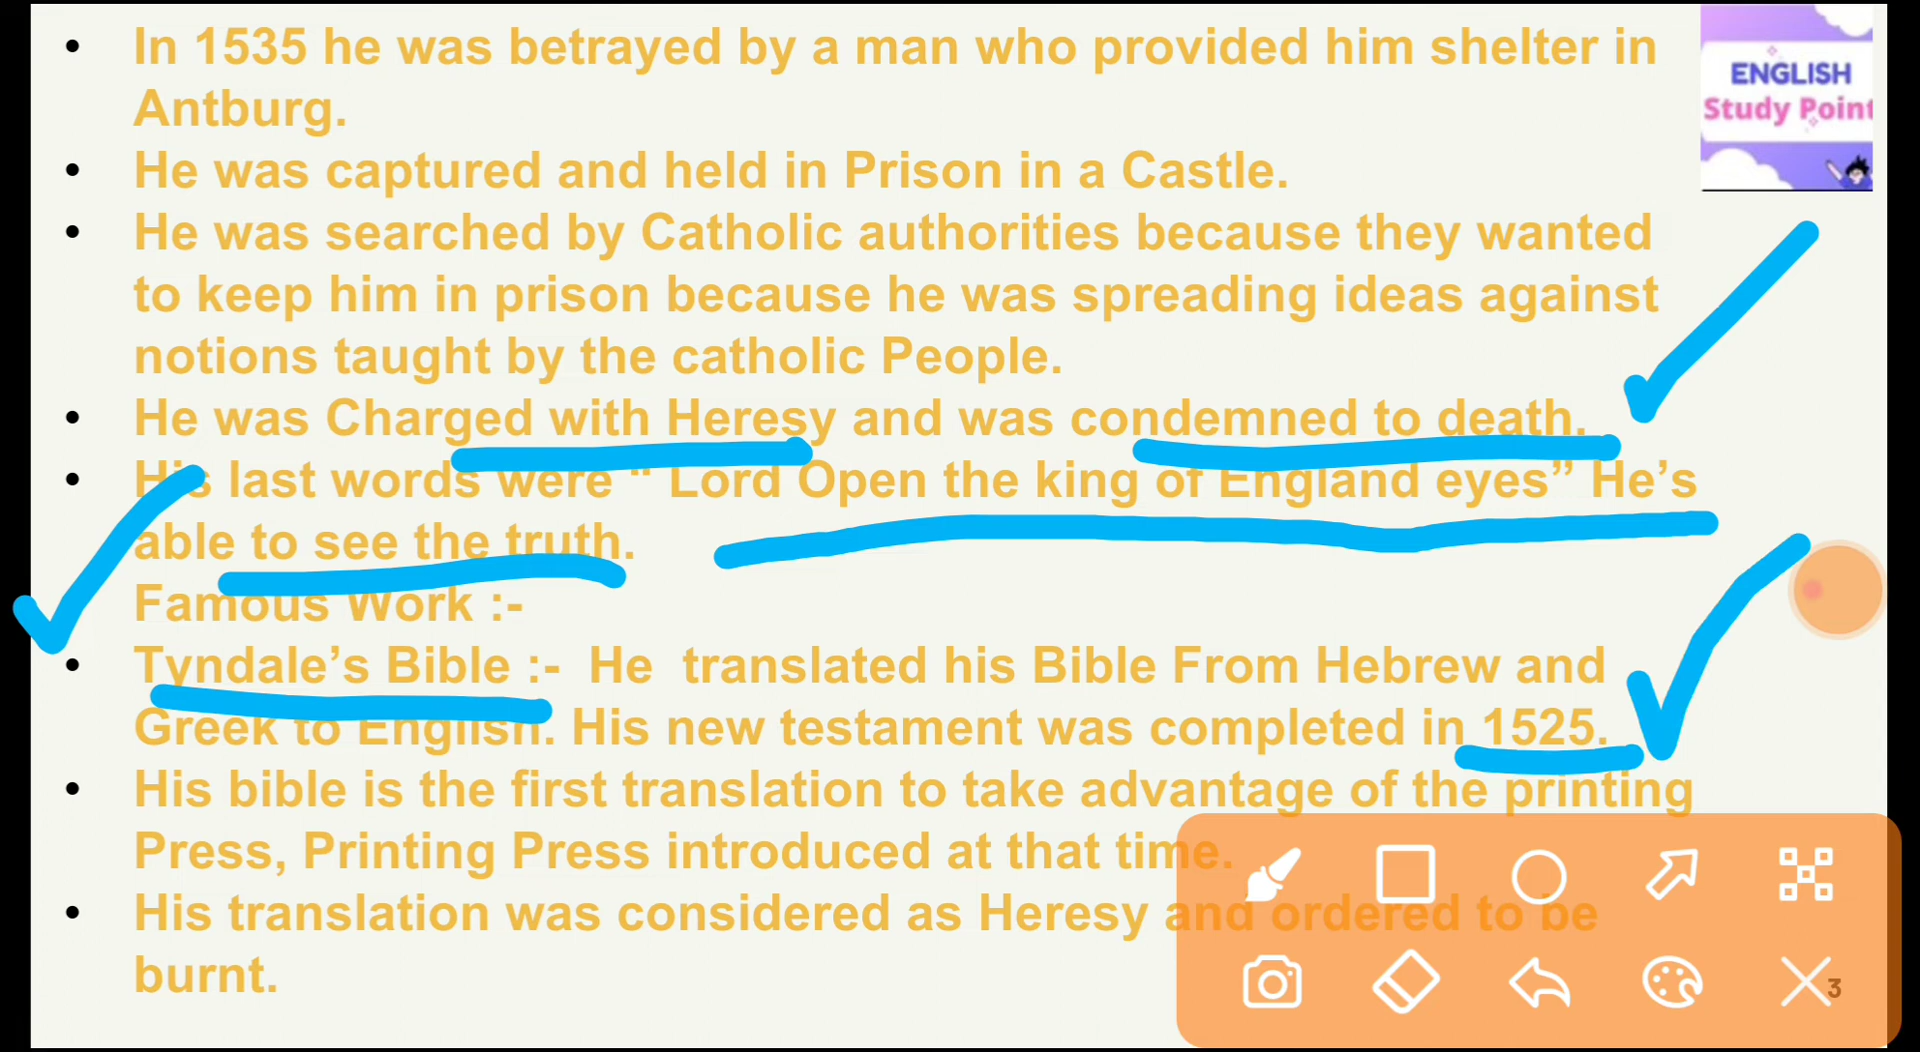 • In 1535 he was betrayed by a man who provided him shelter in
Antburg.
• He was captured and held in Prison in a Castle.
• He was searched by Catholic authorities because they wanted
to keep him in prison because he was spreading ideas against
notions taught by the catholic People.
• He was Charged with Heresy and was condemned to death.
• His last words were “ Lord Open the king of England eyes” He’s
able to see the truth.
Famous Work :-
• Tyndale’s Bible :- He translated his Bible From Hebrew and
Greek to English. His new testament was completed in 1525.
• His bible is the first translation to take advantage of the printing
Press, Printing Press introduced at that time.
• His translation was considered as Heresy and ordered to be
burnt.
ENGLISH
Study Point
3